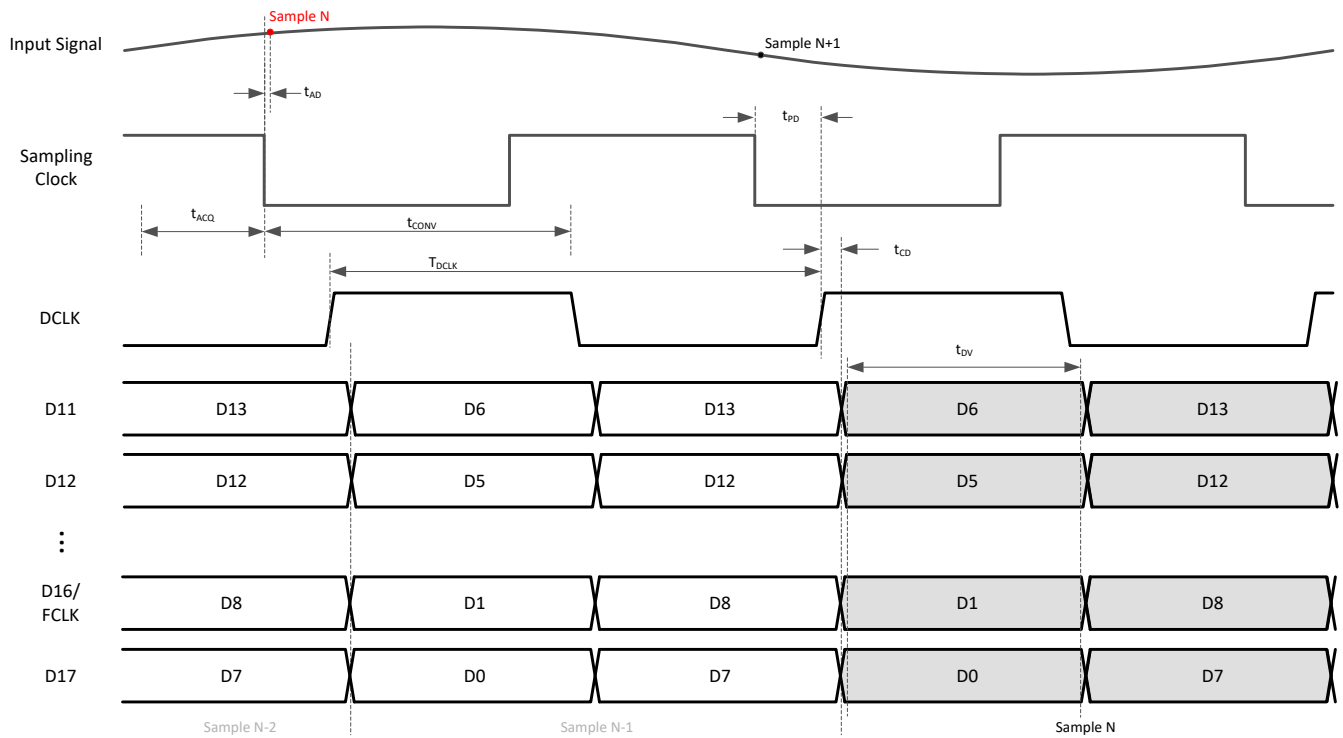 Sample N
Input Signal
Sample N+1
tAD
tPD
Sampling
Clock
tACQ
tCONV
tCD
TDCLK
DCLK
tDV
D11
D13
D6
D13
D6
D13
D12
D12
D5
D12
D5
D12
⋮
D16/
FCLK
D8
D1
D8
D1
D8
D17
D7
D0
D7
D0
D7
Sample N-2
Sample N-1
Sample N